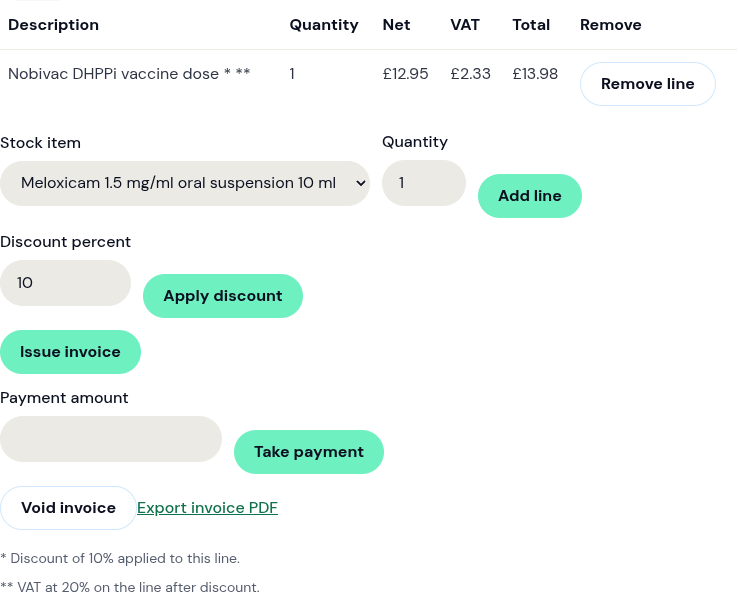 Description Quantity Net VAT Total Remove
Nobivac DHPPi vaccine dose * ** 1 £12.95 £2.33 £13.98 Remove line
Stock item Quantity
Meloxicam 1.5 mg/ml oral suspension 10 ml 1 Add line
Discount percent
10 Apply discount
Issue invoice
Payment amount
Take payment
Void invoice Export invoice PDF
* Discount of 10% applied to this line.
** VAT at 20% on the line after discount.